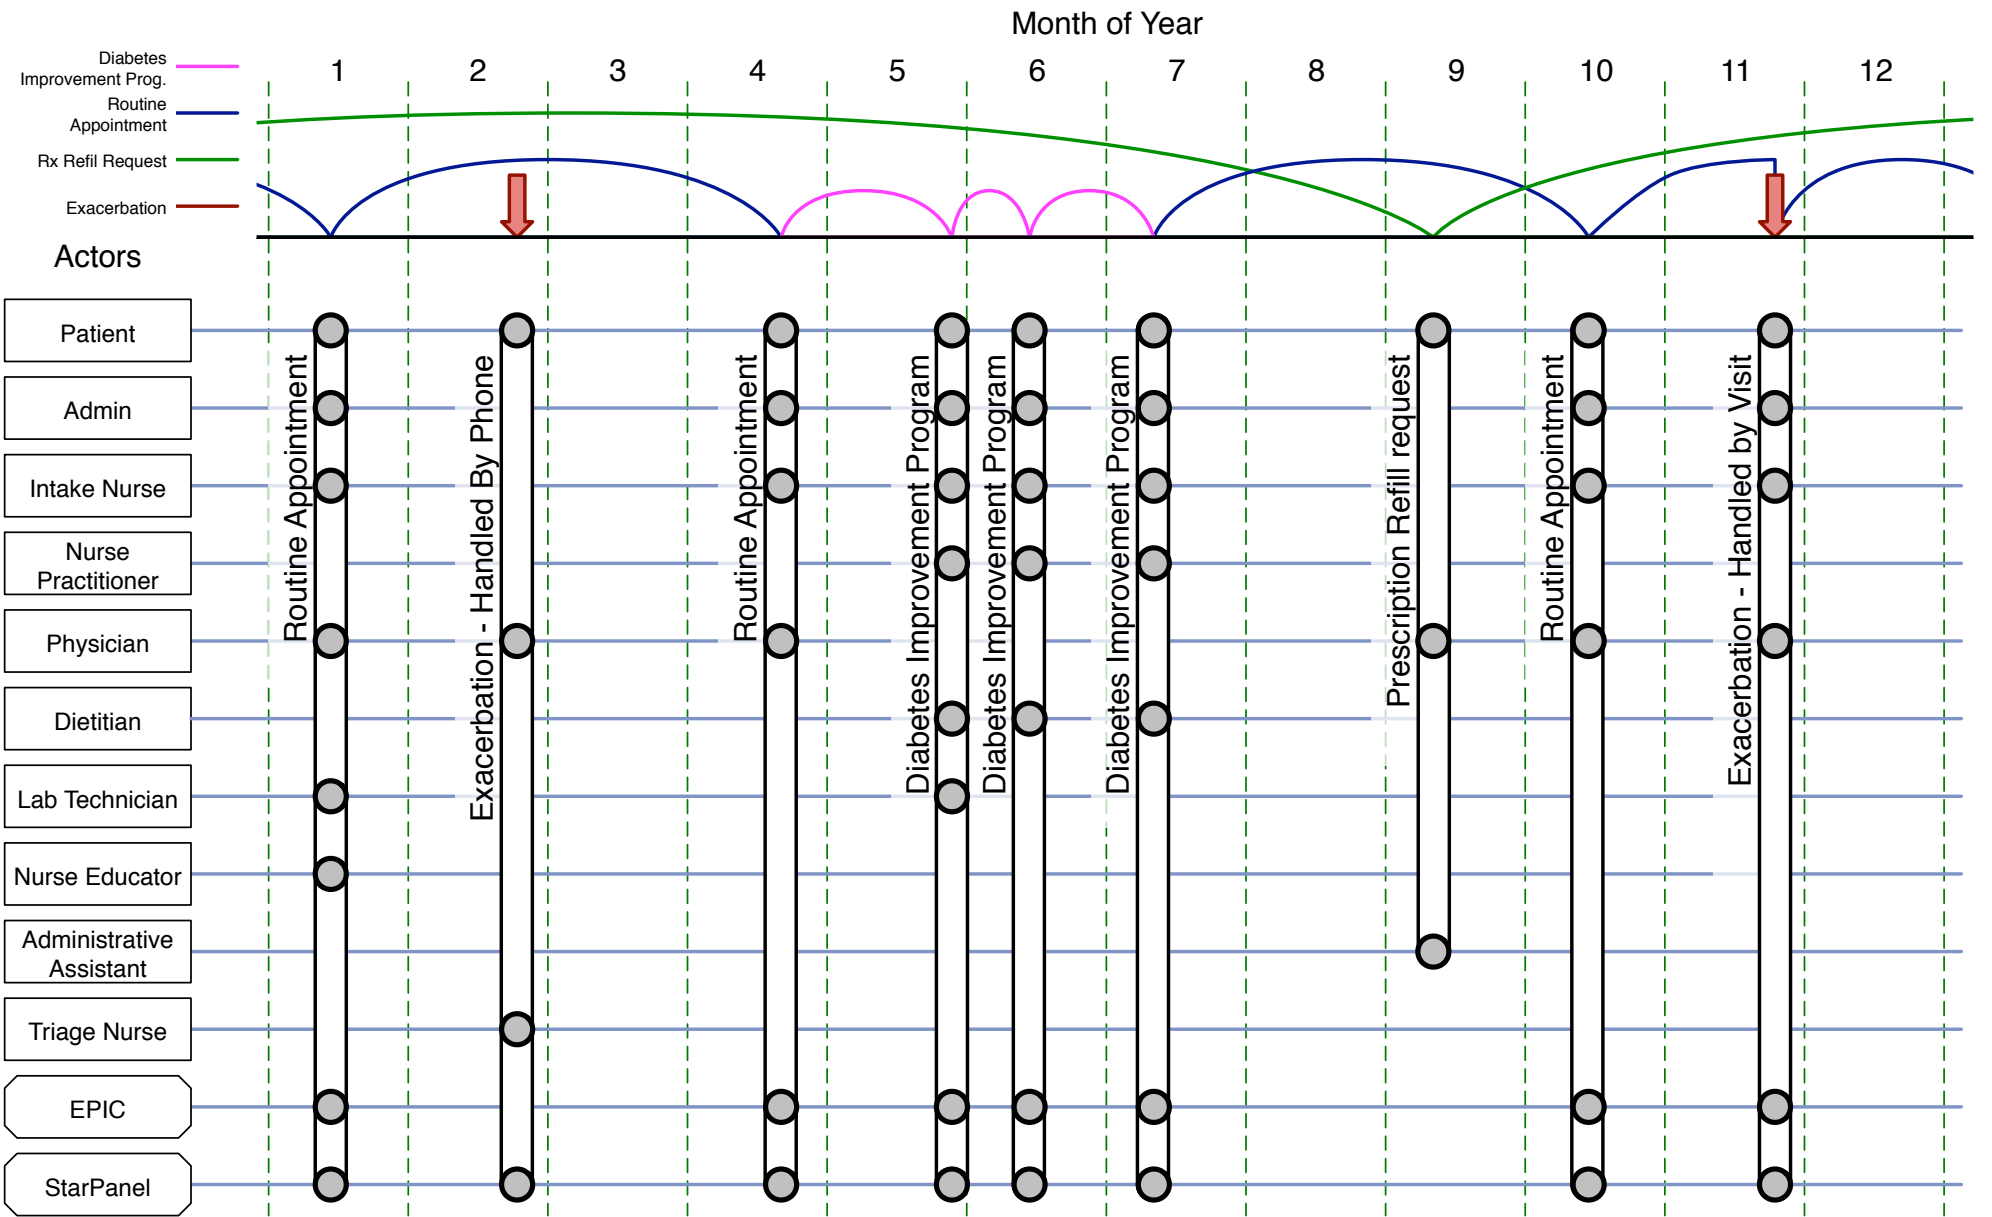 Month of Year
Diabetes
Improvement Prog.
1 2 3 4 5 6 7 8 9 10 11 12
Routine
Appointment
Rx Refil Request
Exacerbation
Actors
Patient
Admin
Intake Nurse
Nurse
Practitioner
Physician
Dietitian
Lab Technician
Nurse Educator
Administrative
Assistant
Triage Nurse
EPIC
StarPanel
Routine Appointment
Exacerbation - Handled By Phone
Routine Appointment
Diabetes Improvement Program
Diabetes Improvement Program
Diabetes Improvement Program
Prescription Refill request
Routine Appointment
Exacerbation - Handled by Visit